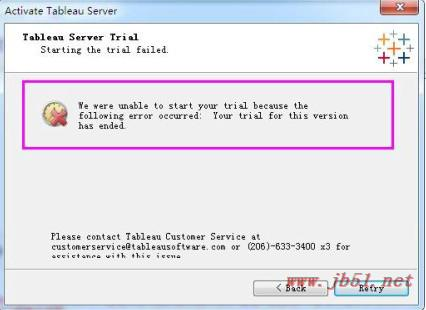 Activate Tableau Server
Tableau Server Trial
Starting the trial failed.
We were unable to start your trial because the
following error occurred: Your trial for this version
has ended.
Please contact Tableau Customer Service at
customerservice@tableausoftware.com or (206)-633-3400 x3 for
assistance with this issue
< Back
Retry
www.jb51.net